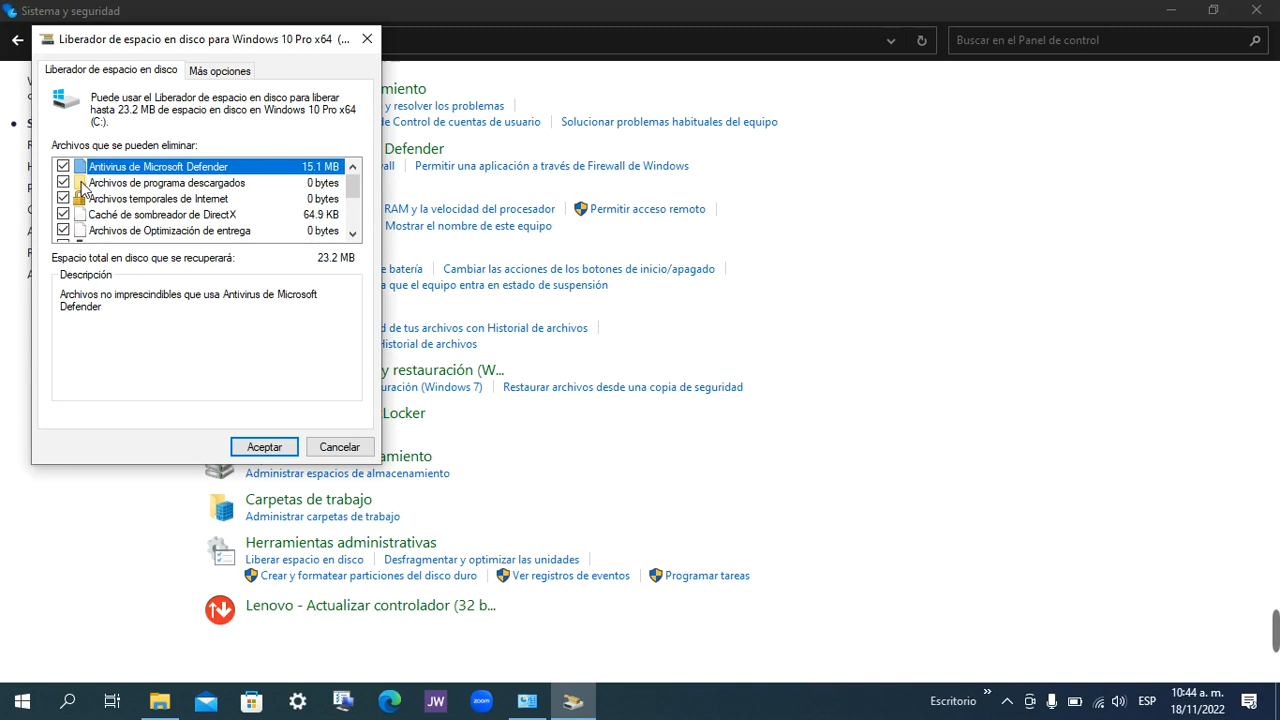 Sistema y seguridad
Liberador de espacio en disco para Windows 10 Pro x64 (...
Buscar en el Panel de control
Liberador de espacio en disco
Más opciones
Puede usar el Liberador de espacio en disco para liberar
hasta 23.2 MB de espacio en disco en Windows 10 Pro x64
(C:).
Archivos que se pueden eliminar:
Antivirus de Microsoft Defender 15.1 MB
Archivos de programa descargados 0 bytes
Archivos temporales de Internet 0 bytes
Caché de sombreador de DirectX 64.9 KB
Archivos de Optimización de entrega 0 bytes
Espacio total en disco que se recuperará: 23.2 MB
Descripción
Archivos no imprescindibles que usa Antivirus de Microsoft
Defender
Aceptar
Cancelar
miento
y resolver los problemas
de Control de cuentas de usuario
Solucionar problemas habituales del equipo
Defender
wall
Permitir una aplicación a través de Firewall de Windows
RAM y la velocidad del procesador
Permitir acceso remoto
Mostrar el nombre de este equipo
e batería
Cambiar las acciones de los botones de inicio/apagado
a que el equipo entra en estado de suspensión
d de tus archivos con Historial de archivos
Historial de archivos
y restauración (W...
uración (Windows 7)
Restaurar archivos desde una copia de seguridad
Locker
amiento
Administrar espacios de almacenamiento
Carpetas de trabajo
Administrar carpetas de trabajo
Herramientas administrativas
Liberar espacio en disco
Desfragmentar y optimizar las unidades
Crear y formatear particiones del disco duro
Ver registros de eventos
Programar tareas
Lenovo - Actualizar controlador (32 b...
JW
zoom
Escritorio
ESP
10:44 a. m.
18/11/2022